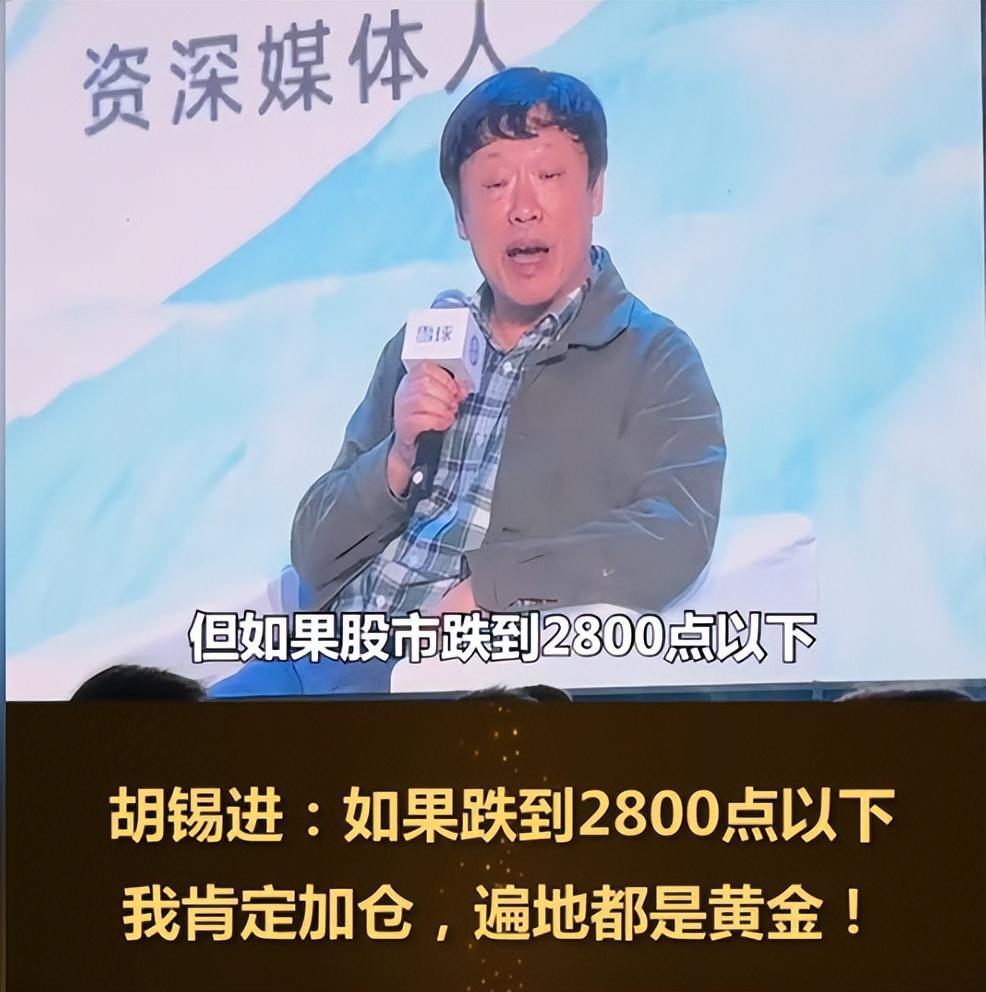 资深媒体人
雪球
但如果股市跌到2800点以下
胡锡进：如果跌到2800点以下
我肯定加仓，遍地都是黄金！